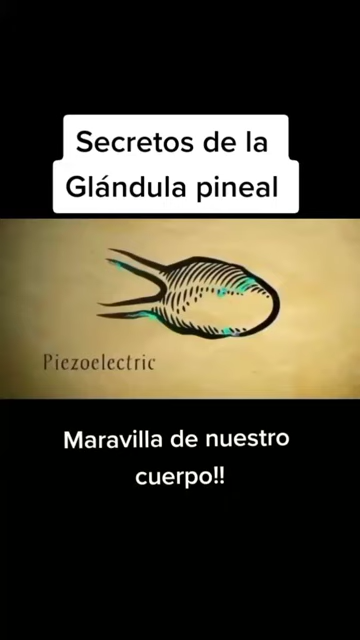 Secretos de la
Glándula pineal
Piezoelectric
Maravilla de nuestro
cuerpo!!